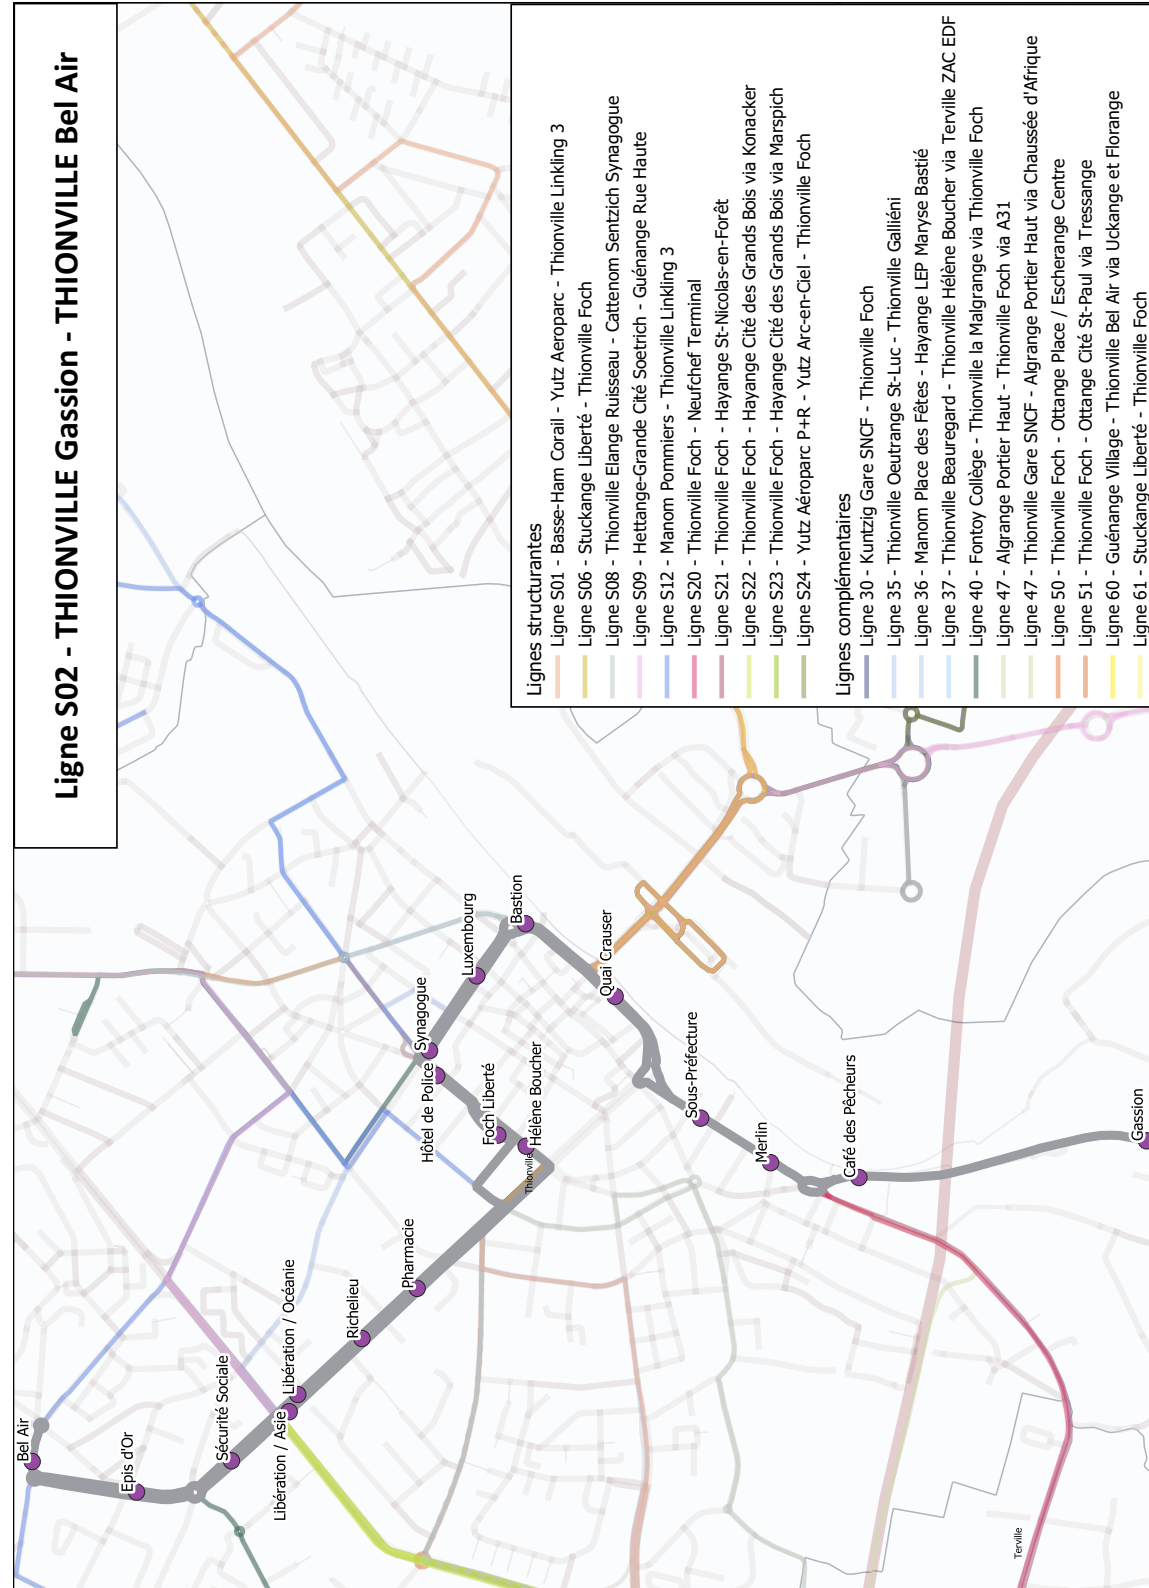 Ligne S02 - THIONVILLE Gassion - THIONVILLE Bel Air
Lignes structurantes
Ligne S01 - Basse-Ham Corail - Yutz Aeroparc - Thionville Linkling 3
Ligne S06 - Stuckange Liberté - Thionville Foch
Ligne S08 - Thionville Elange Ruisseau - Cattenom Sentzich Synagogue
Ligne S09 - Hettange-Grande Cité Soetrich - Guénange Rue Haute
Ligne S12 - Manom Pommiers - Thionville Linkling 3
Ligne S20 - Thionville Foch - Neufchef Terminal
Ligne S21 - Thionville Foch - Hayange St-Nicolas-en-Forêt
Ligne S22 - Thionville Foch - Hayange Cité des Grands Bois via Konacker
Ligne S23 - Thionville Foch - Hayange Cité des Grands Bois via Marspich
Ligne S24 - Yutz Aéroparc P+R - Yutz Arc-en-Ciel - Thionville Foch
Lignes complémentaires
Ligne 30 - Kuntzig Gare SNCF - Thionville Foch
Ligne 35 - Thionville Oeutrange St-Luc - Thionville Galliéni
Ligne 36 - Manom Place des Fêtes - Hayange LEP Maryse Bastié
Ligne 37 - Thionville Beauregard - Thionville Hélène Boucher via Terville ZAC EDF
Ligne 40 - Fontoy Collège - Thionville la Malgrange via Thionville Foch
Ligne 47 - Algrange Portier Haut - Thionville Foch via A31
Ligne 47 - Thionville Gare SNCF - Algrange Portier Haut via Chaussée d'Afrique
Ligne 50 - Thionville Foch - Ottange Place / Escherange Centre
Ligne 51 - Thionville Foch - Ottange Cité St-Paul via Tressange
Ligne 60 - Guénange Village - Thionville Bel Air via Uckange et Florange
Ligne 61 - Stuckange Liberté - Thionville Foch
Bel Air
Epis d'Or
Sécurité Sociale
Libération / Asie
Libération / Océanie
Richelieu
Pharmacie
Thionville
Hélène Boucher
Foch Liberté
Hôtel de Police
Synagogue
Luxembourg
Bastion
Quai Crauser
Sous-Préfecture
Merlin
Café des Pêcheurs
Gassion
Terville